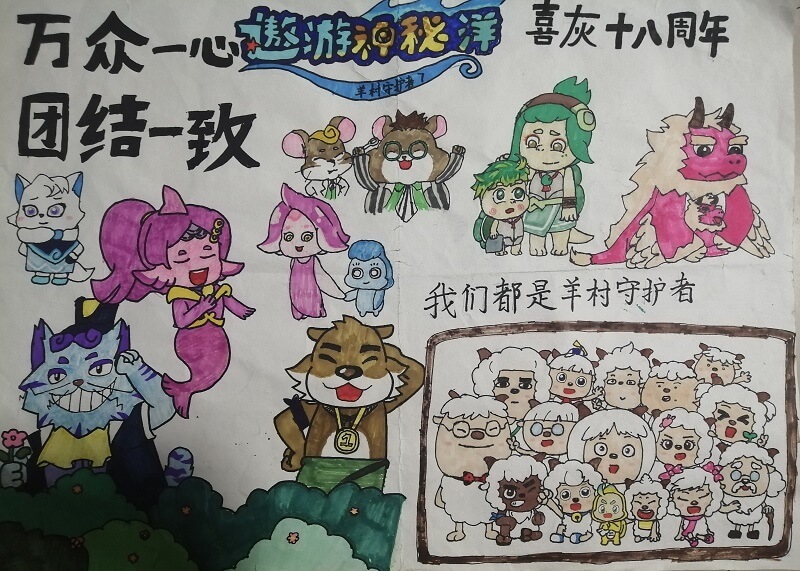 万众一心
团结一致
遨游神秘洋
羊村守护者7
喜灰十八周年
我们都是羊村守护者
1